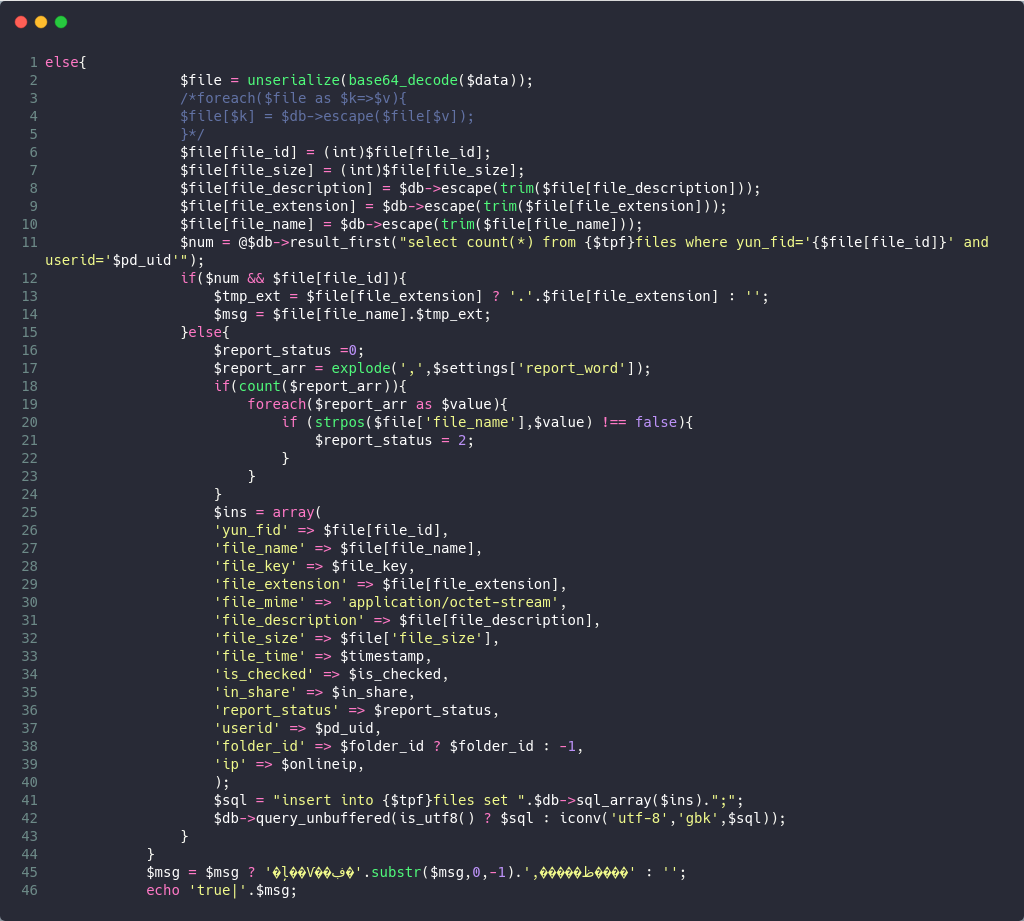 1 else{
2 $file = unserialize(base64_decode($data));
3 /*foreach($file as $k=>$v){
4 $file[$k] = $db->escape($file[$v]);
5 }*/
6 $file[file_id] = (int)$file[file_id];
7 $file[file_size] = (int)$file[file_size];
8 $file[file_description] = $db->escape(trim($file[file_description]));
9 $file[file_extension] = $db->escape(trim($file[file_extension]));
10 $file[file_name] = $db->escape(trim($file[file_name]));
11 $num = @$db->result_first("select count(*) from {$tpf}files where yun_fid='{$file[file_id]}' and
userid='$pd_uid'");
12 if($num && $file[file_id]){
13 $tmp_ext = $file[file_extension] ? '.'.$file[file_extension] : '';
14 $msg = $file[file_name].$tmp_ext;
15 }else{
16 $report_status =0;
17 $report_arr = explode(',',$settings['report_word']);
18 if(count($report_arr)){
19 foreach($report_arr as $value){
20 if (strpos($file['file_name'],$value) !== false){
21 $report_status = 2;
22 }
23 }
24 }
25 $ins = array(
26 'yun_fid' => $file[file_id],
27 'file_name' => $file[file_name],
28 'file_key' => $file_key,
29 'file_extension' => $file[file_extension],
30 'file_mime' => 'application/octet-stream',
31 'file_description' => $file[file_description],
32 'file_size' => $file['file_size'],
33 'file_time' => $timestamp,
34 'is_checked' => $is_checked,
35 'in_share' => $in_share,
36 'report_status' => $report_status,
37 'userid' => $pd_uid,
38 'folder_id' => $folder_id ? $folder_id : -1,
39 'ip' => $onlineip,
40 );
41 $sql = "insert into {$tpf}files set ".$db->sql_array($ins).";";
42 $db->query_unbuffered(is_utf8() ? $sql : iconv('utf-8','gbk',$sql));
43 }
44 }
45 $msg = $msg ? '.substr($msg,0,-1).' : '';
46 echo 'true|'.$msg;